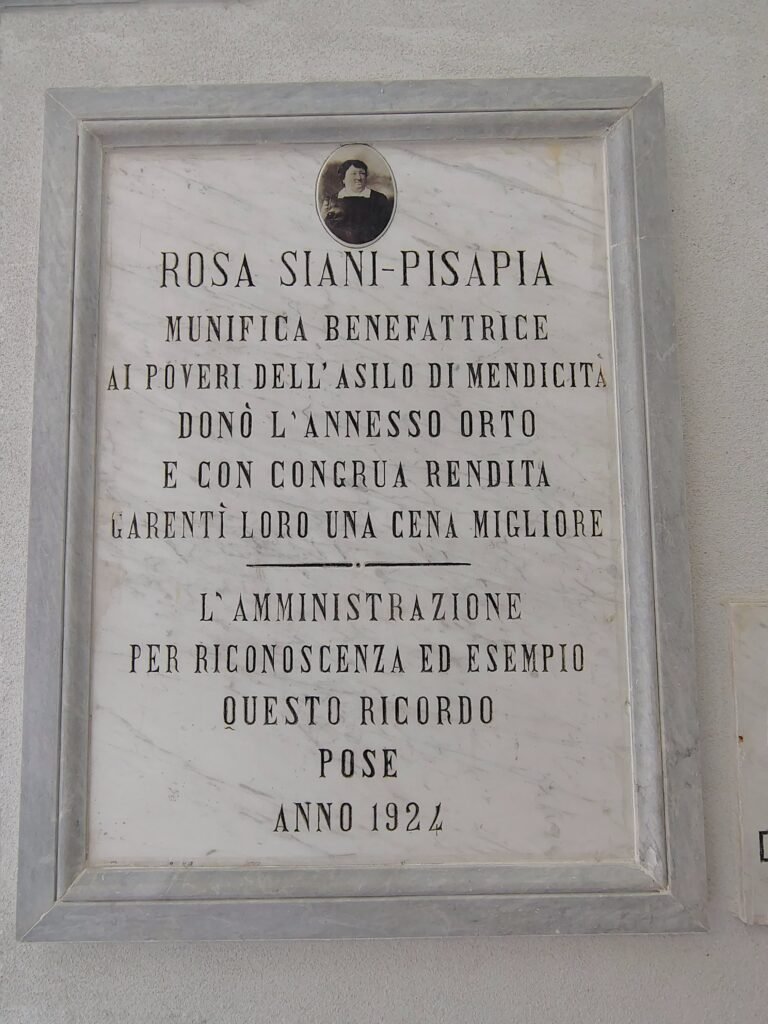 ROSA SIANI-PISAPIA
MUNIFICA BENEFATTRICE
AI POVERI DELL'ASILO DI MENDICITÀ
DONÒ L'ANNESSO ORTO
E CON CONGRUA RENDITA
GARENTÌ LORO UNA CENA MIGLIORE
L'AMMINISTRAZIONE
PER RICONOSCENZA ED ESEMPIO
QUESTO RICORDO
POSE
ANNO 1924